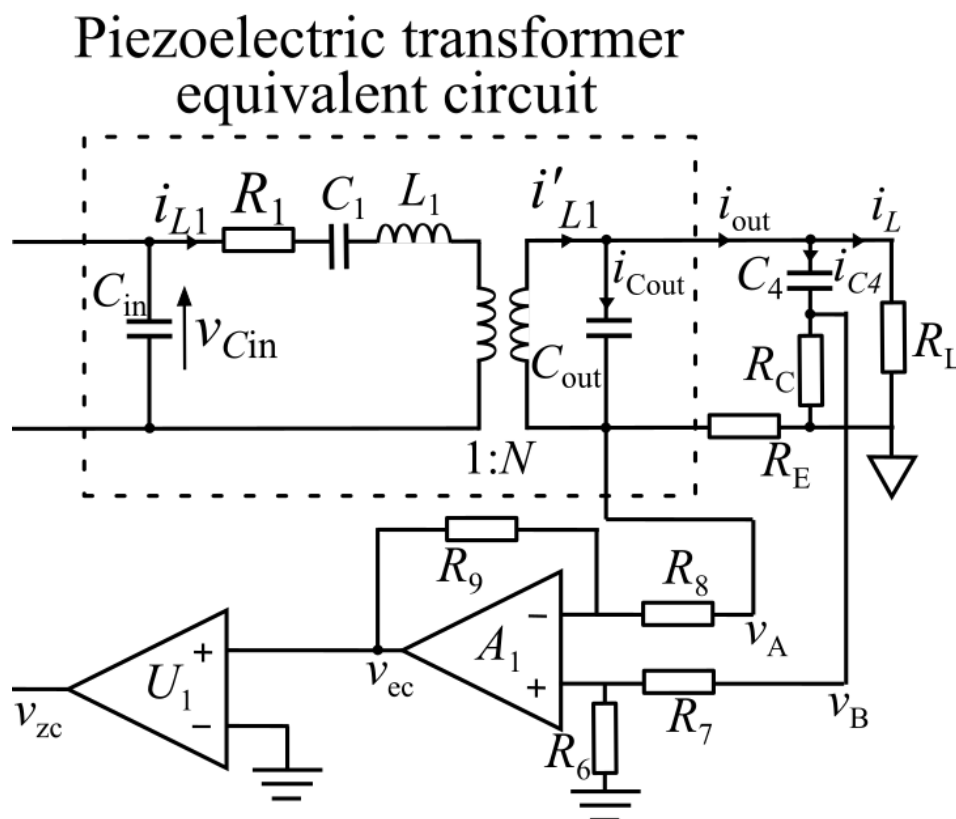 Piezoelectric transformer
equivalent circuit
iL1
R1
C1
L1
i'L1
iout
iL
Cin
vCin
iCout
C4
iC4
Cout
RC
RL
1:N
RE
R9
R8
vA
A1
-
+
vec
U1
+
-
vzc
R7
vB
R6